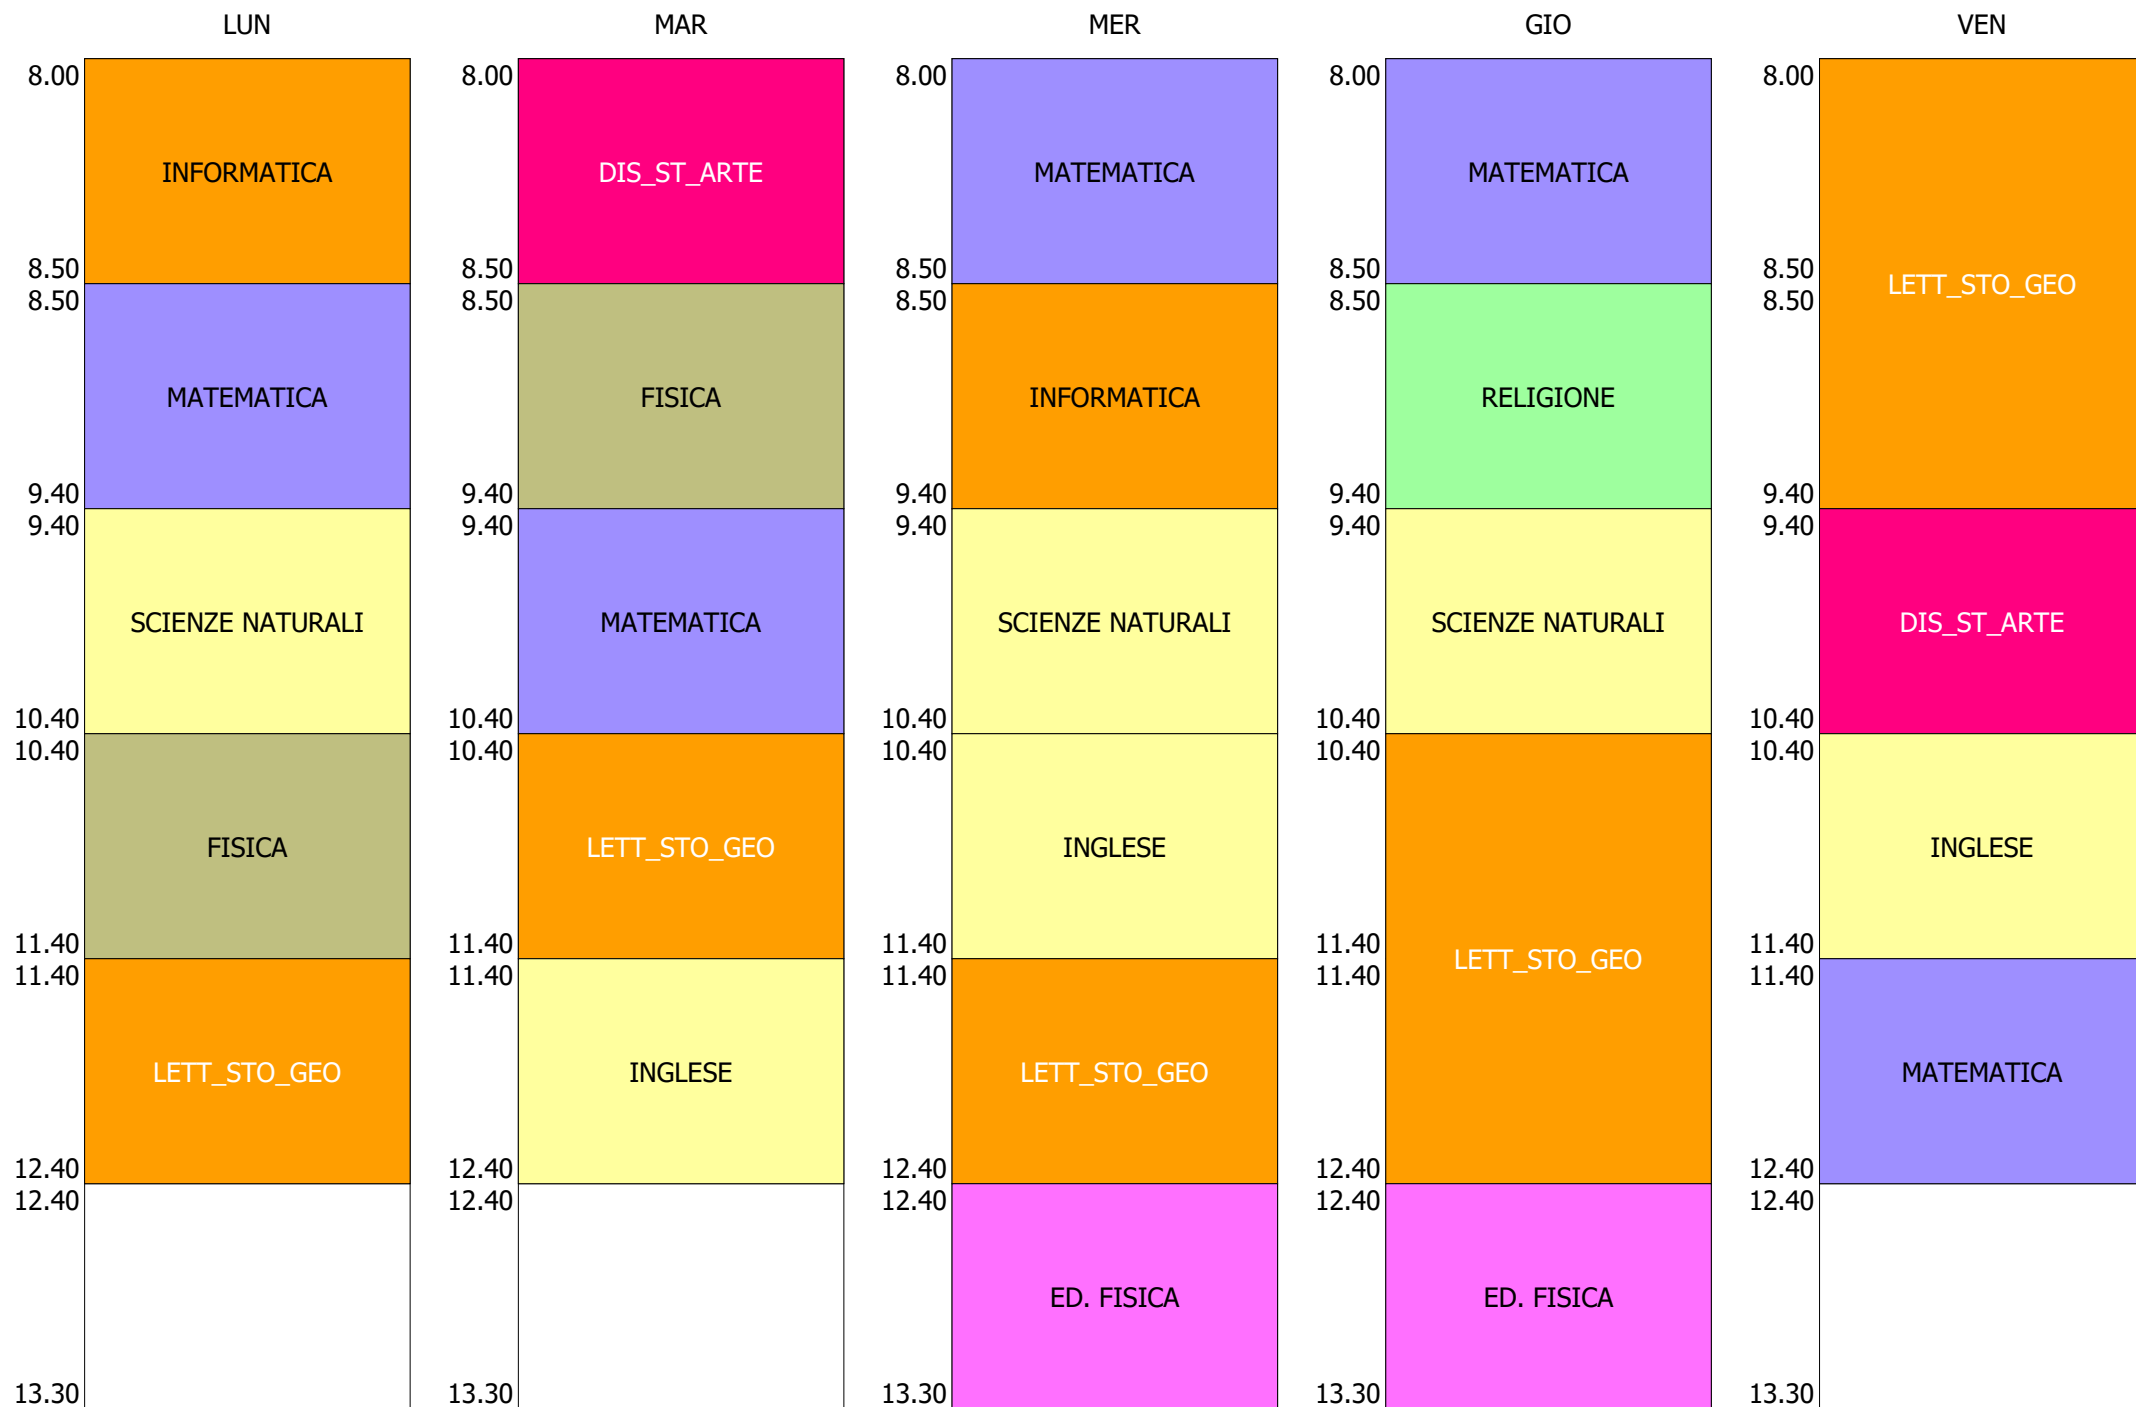 LUN MAR MER GIO VEN
8.00 8.00 8.00 8.00 8.00
INFORMATICA DIS_ST_ARTE MATEMATICA MATEMATICA
8.50 8.50 8.50 8.50 8.50
LETT_STO_GEO
8.50 8.50 8.50 8.50 8.50
MATEMATICA FISICA INFORMATICA RELIGIONE
9.40 9.40 9.40 9.40 9.40
9.40 9.40 9.40 9.40 9.40
SCIENZE NATURALI MATEMATICA SCIENZE NATURALI SCIENZE NATURALI DIS_ST_ARTE
10.40 10.40 10.40 10.40 10.40
10.40 10.40 10.40 10.40 10.40
FISICA LETT_STO_GEO INGLESE INGLESE
11.40 11.40 11.40 11.40 11.40
LETT_STO_GEO
11.40 11.40 11.40 11.40 11.40
LETT_STO_GEO INGLESE LETT_STO_GEO MATEMATICA
12.40 12.40 12.40 12.40 12.40
12.40 12.40 12.40 12.40 12.40
ED. FISICA ED. FISICA
13.30 13.30 13.30 13.30 13.30